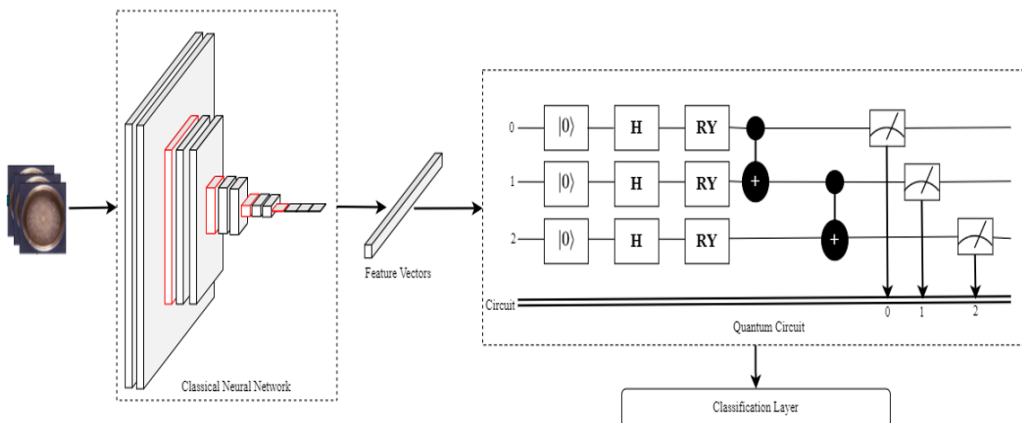 0
|0⟩
H
RY
1
|0⟩
H
RY
+
2
|0⟩
H
RY
+
Feature Vectors
Circuit
0
1
2
Quantum Circuit
Classical Neural Network
Classification Layer